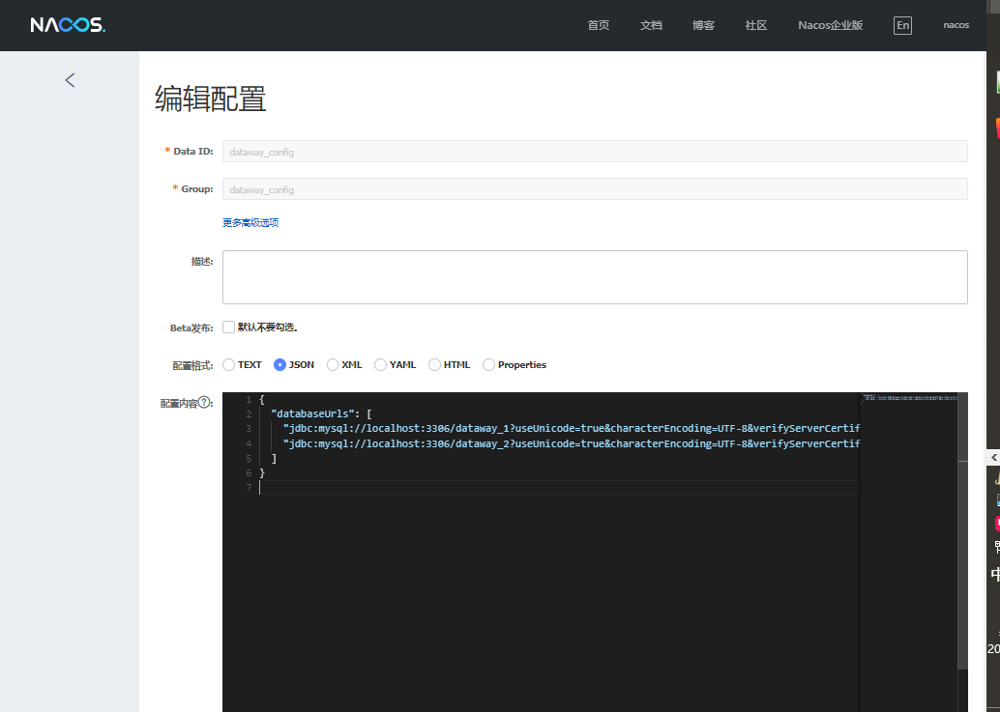 NACOS.
首页 文档 博客 社区 Nacos企业版 En nacos
编辑配置
* Data ID: dataway_config
* Group: dataway_config
更多高级选项
描述:
Beta发布: 默认不要勾选。
配置格式: TEXT JSON XML YAML HTML Properties
配置内容?:
1 {
2 "databaseUrls": [
3 "jdbc:mysql://localhost:3306/dataway_1?useUnicode=true&characterEncoding=UTF-8&verifyServerCertif
4 "jdbc:mysql://localhost:3306/dataway_2?useUnicode=true&characterEncoding=UTF-8&verifyServerCertif
5 ]
6 }
7
中
20